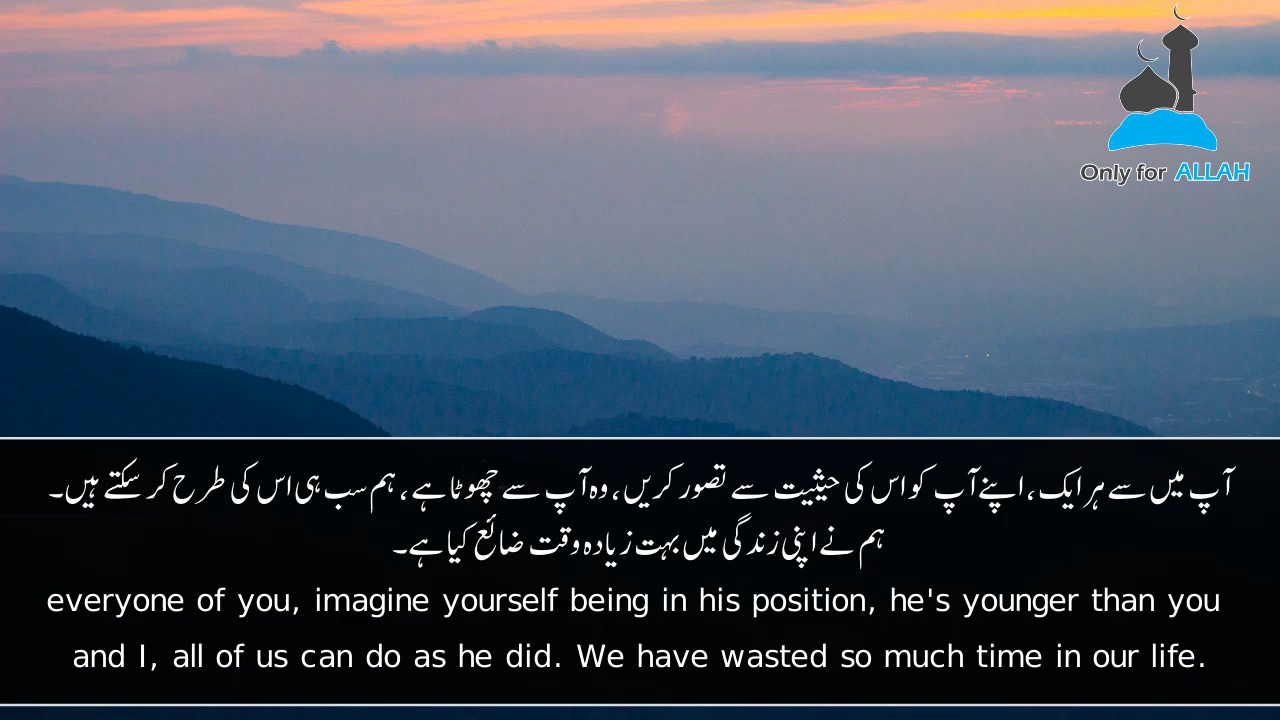 Only for ALLAH
آپ میں سے ہر ایک، اپنے آپ کو اس کی حیثیت سے تصور کریں، وہ آپ سے چھوٹا ہے، ہم سب ہی اس کی طرح کر سکتے ہیں۔
ہم نے اپنی زندگی میں بہت زیادہ وقت ضائع کیا ہے۔
everyone of you, imagine yourself being in his position, he's younger than you
and I, all of us can do as he did. We have wasted so much time in our life.